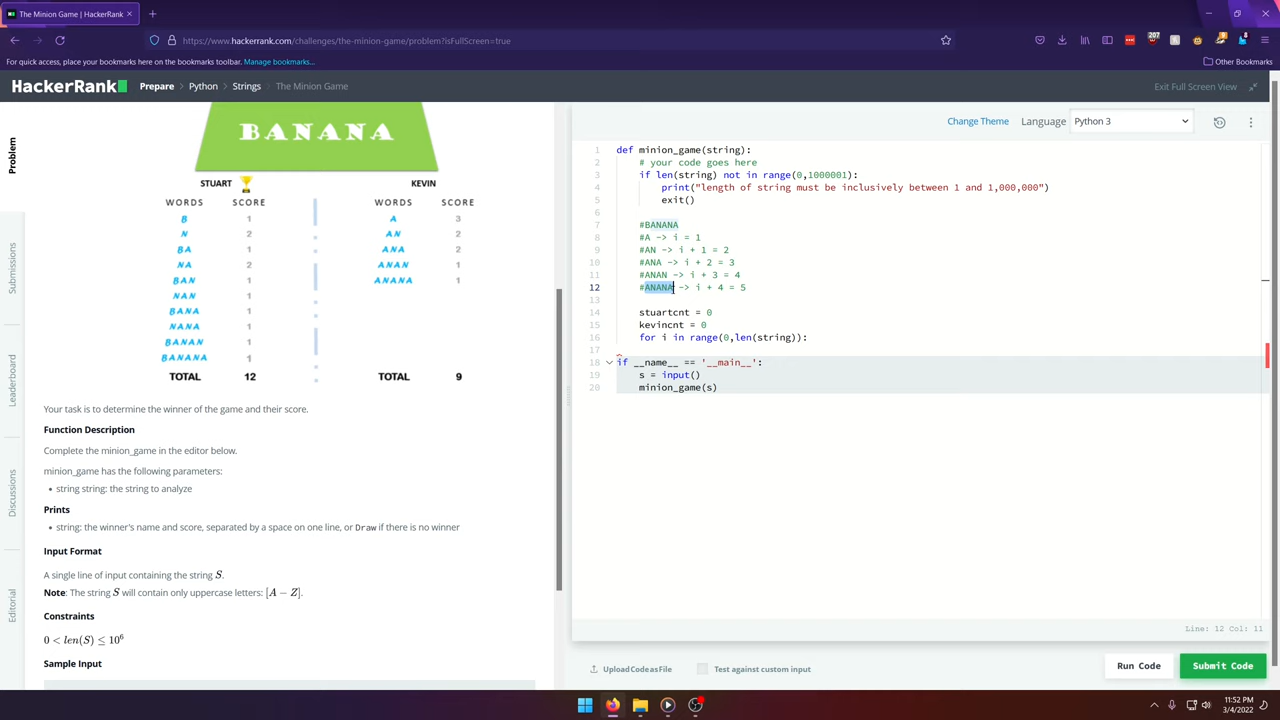 The Minion Game | HackerRank
https://www.hackerrank.com/challenges/the-minion-game/problem?isFullScreen=true
207
9
8
For quick access, place your bookmarks here on the bookmarks toolbar. Manage bookmarks...
Other Bookmarks
HackerRank
Prepare > Python > Strings > The Minion Game
Exit Full Screen View
Problem
Submissions
Leaderboard
Discussions
Editorial
BANANA
STUART KEVIN
WORDS SCORE WORDS SCORE
B 1 A 3
N 2 AN 2
BA 1 ANA 2
NA 2 ANAN 1
BAN 1 ANANA 1
NAN 1
BANA 1
NANA 1
BANAN 1
BANANA 1
TOTAL 12 TOTAL 9
Your task is to determine the winner of the game and their score.
Function Description
Complete the minion_game in the editor below.
minion_game has the following parameters:
• string string: the string to analyze
Prints
• string: the winner's name and score, separated by a space on one line, or Draw if there is no winner
Input Format
A single line of input containing the string S.
Note: The string S will contain only uppercase letters: [A − Z].
Constraints
0 < len(S) ≤ 10⁶
Sample Input
Change Theme Language Python 3
1 def minion_game(string):
2 # your code goes here
3 if len(string) not in range(0,1000001):
4 print("length of string must be inclusively between 1 and 1,000,000")
5 exit()
6
7 #BANANA
8 #A -> i = 1
9 #AN -> i + 1 = 2
10 #ANA -> i + 2 = 3
11 #ANAN -> i + 3 = 4
12 #ANANA -> i + 4 = 5
13
14 stuartcnt = 0
15 kevincnt = 0
16 for i in range(0,len(string)):
17
18 if __name__ == '__main__':
19 s = input()
20 minion_game(s)
Line: 12 Col: 11
Upload Code as File
Test against custom input
Run Code
Submit Code
11:52 PM
3/4/2022